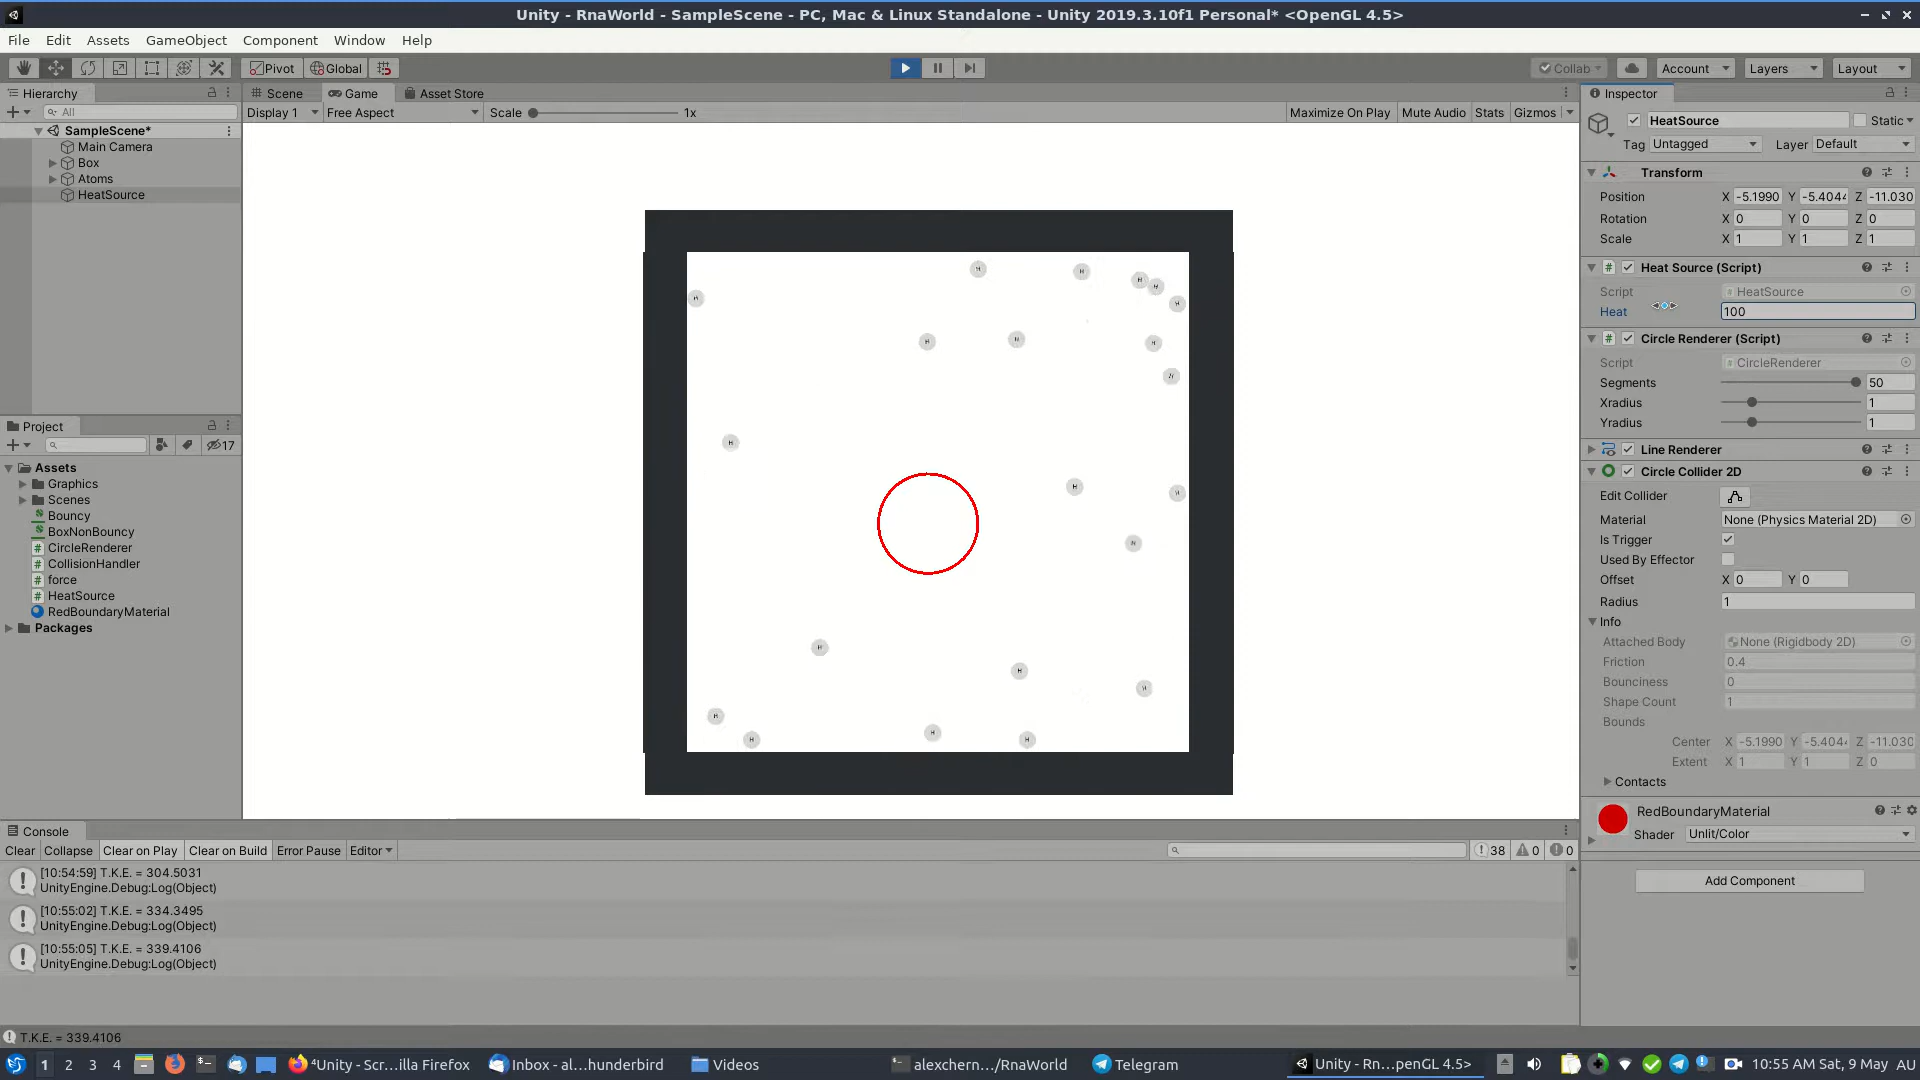 Unity - RnaWorld - SampleScene - PC, Mac & Linux Standalone - Unity 2019.3.10f1 Personal* <OpenGL 4.5>
File Edit Assets GameObject Component Window Help
Pivot Global Collab Account Layers Layout
Hierarchy
All
SampleScene*
Main Camera
Box
Atoms
HeatSource
Project
17
Assets
Graphics
Scenes
Bouncy
BoxNonBouncy
CircleRenderer
CollisionHandler
force
HeatSource
RedBoundaryMaterial
Packages
Scene Game Asset Store
Display 1 Free Aspect Scale 1x Maximize On Play Mute Audio Stats Gizmos
Inspector
HeatSource Static
Tag Untagged Layer Default
Transform
Position X -5.1990 Y -5.404 Z -11.030
Rotation X 0 Y 0 Z 0
Scale X 1 Y 1 Z 1
Heat Source (Script)
Script HeatSource
Heat 100
Circle Renderer (Script)
Script CircleRenderer
Segments 50
Xradius 1
Yradius 1
Line Renderer
Circle Collider 2D
Edit Collider
Material None (Physics Material 2D)
Is Trigger
Used By Effector
Offset X 0 Y 0
Radius 1
Info
Attached Body None (Rigidbody 2D)
Friction 0.4
Bounciness 0
Shape Count 1
Bounds
Center X -5.1990 Y -5.404 Z -11.030
Extent X 1 Y 1 Z 0
Contacts
RedBoundaryMaterial
Shader Unlit/Color
Add Component
Console
Clear Collapse Clear on Play Clear on Build Error Pause Editor 38 0 0
[10:54:59] T.K.E. = 304.5031
UnityEngine.Debug:Log(Object)
[10:55:02] T.K.E. = 334.3495
UnityEngine.Debug:Log(Object)
[10:55:05] T.K.E. = 339.4106
UnityEngine.Debug:Log(Object)
T.K.E. = 339.4106
1 2 3 4 ⁴Unity - Scr...illa Firefox Inbox - al...hunderbird Videos alexchern.../RnaWorld Telegram Unity - Rn...penGL 4.5> 10:55 AM Sat, 9 May AU